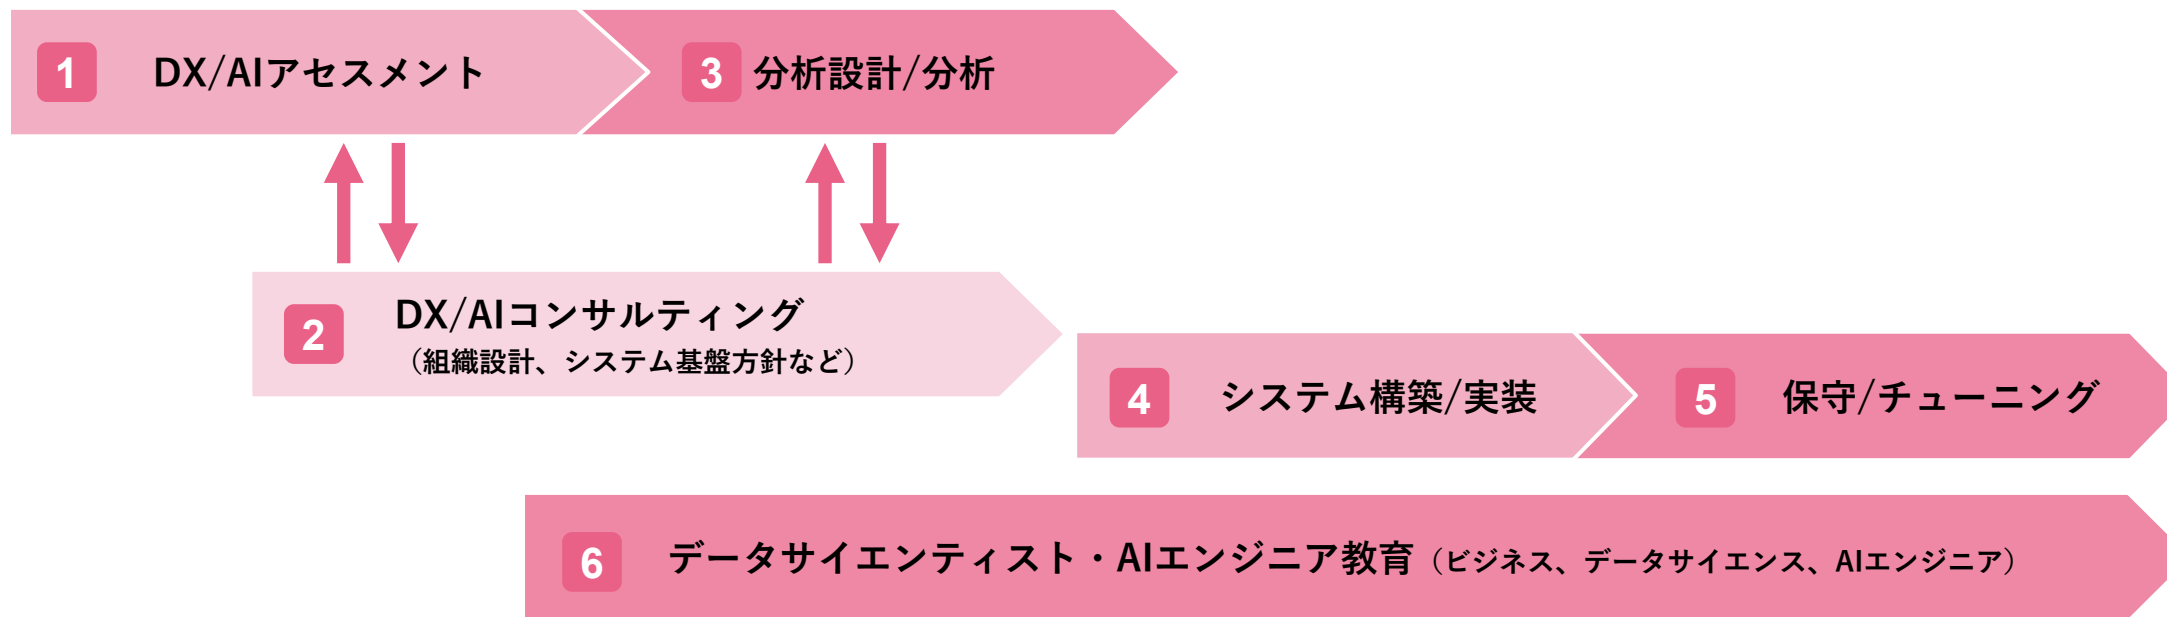 1 DX/AIアセスメント
3 分析設計/分析
2 DX/AIコンサルティング
（組織設計、システム基盤方針など）
4 システム構築/実装
5 保守/チューニング
6 データサイエンティスト・AIエンジニア教育（ビジネス、データサイエンス、AIエンジニア）